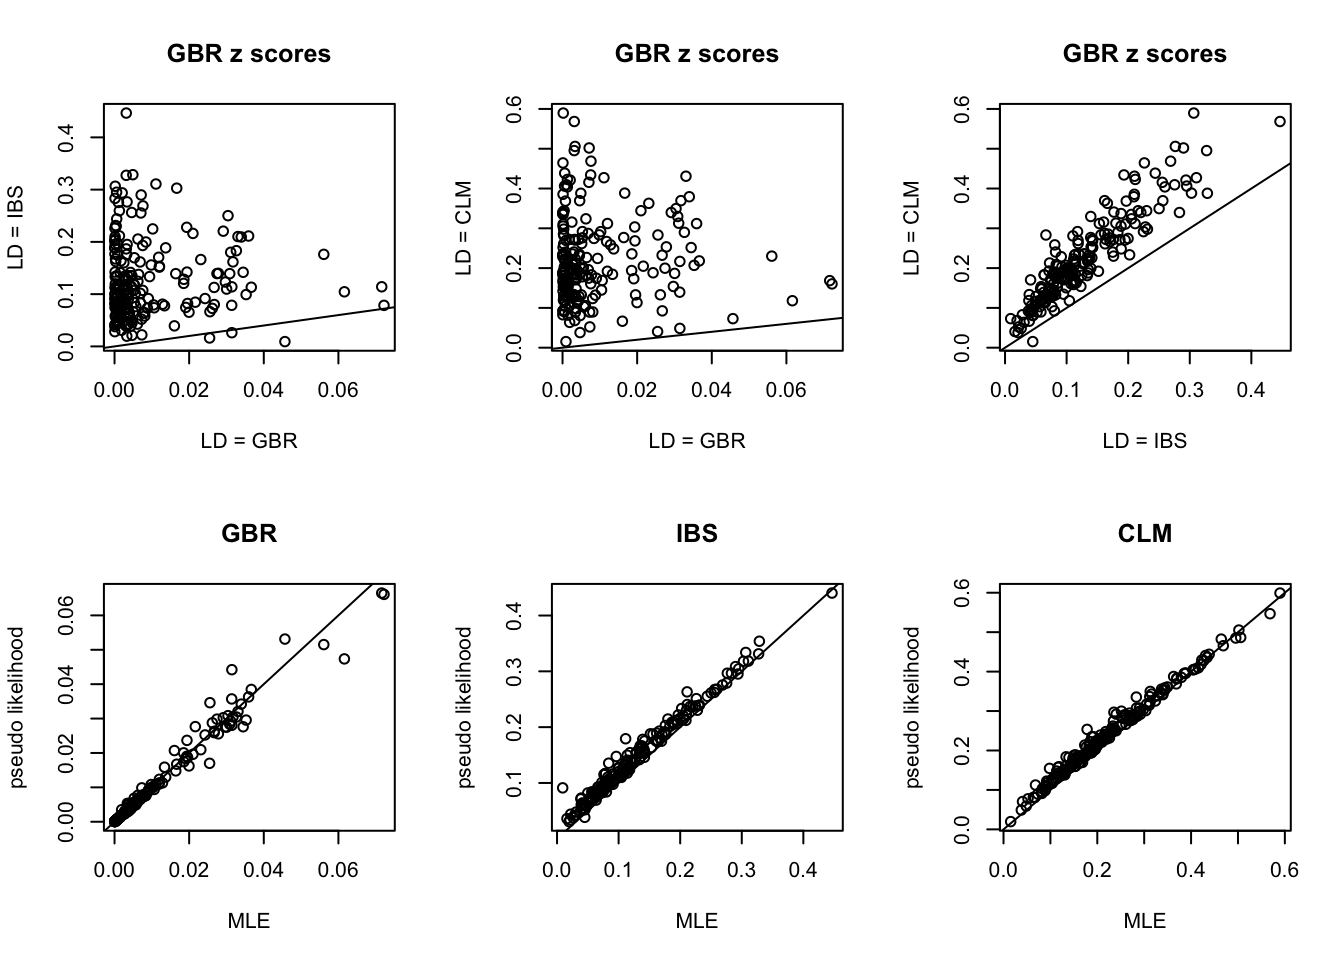 GBR z scores
LD = IBS
0.4
0.3
0.2
0.1
0.0
0.00 0.02 0.04 0.06
LD = GBR
GBR z scores
LD = CLM
0.6
0.4
0.2
0.0
0.00 0.02 0.04 0.06
LD = GBR
GBR z scores
LD = CLM
0.6
0.4
0.2
0.0
0.0 0.1 0.2 0.3 0.4
LD = IBS
GBR
pseudo likelihood
0.06
0.04
0.02
0.00
0.00 0.02 0.04 0.06
MLE
IBS
pseudo likelihood
0.4
0.3
0.2
0.1
0.0 0.1 0.2 0.3 0.4
MLE
CLM
pseudo likelihood
0.6
0.4
0.2
0.0
0.0 0.2 0.4 0.6
MLE